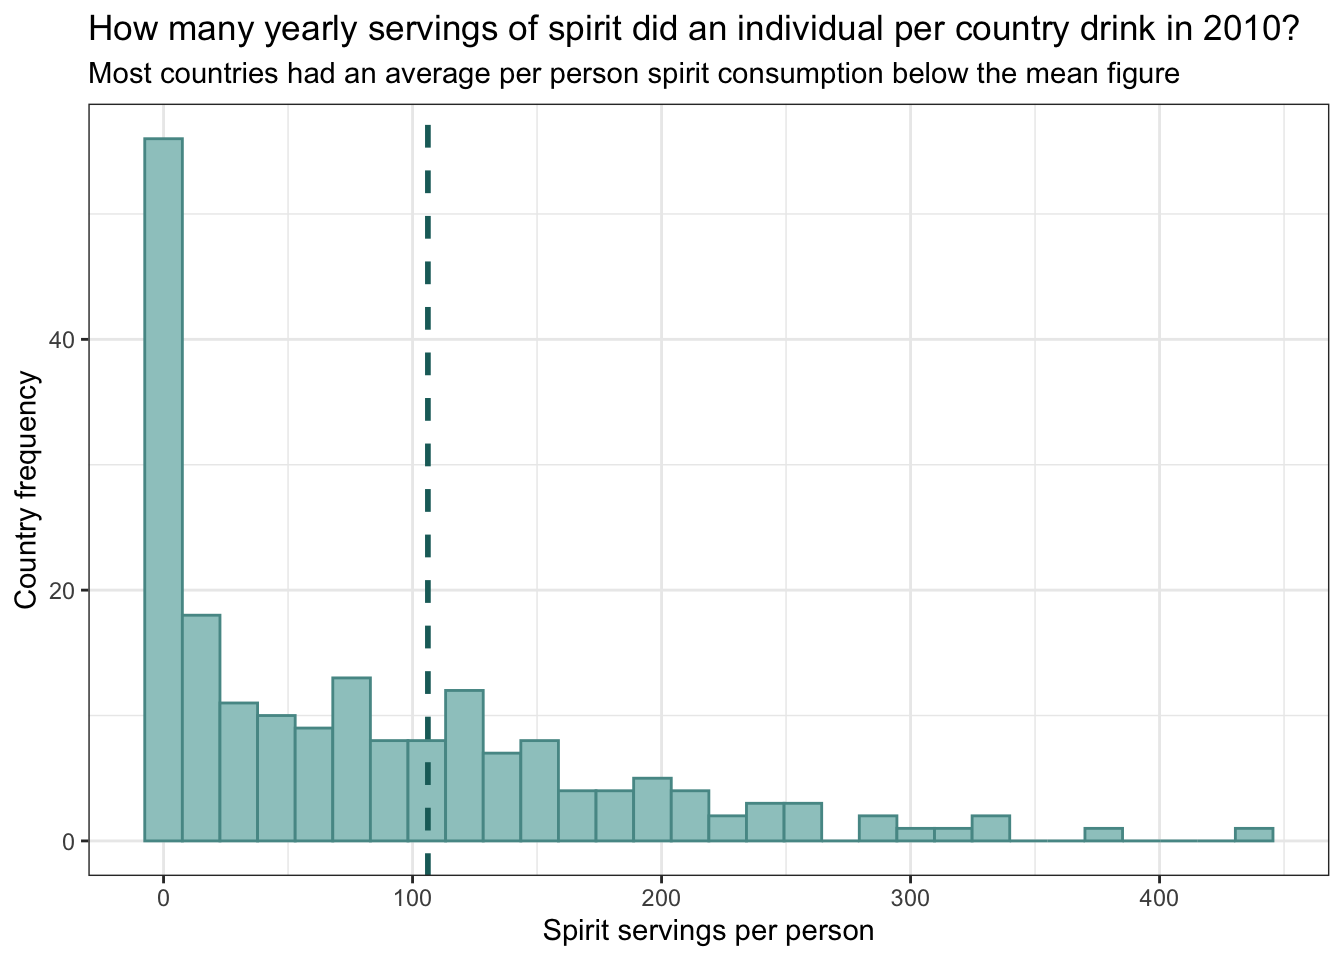 How many yearly servings of spirit did an individual per country drink in 2010?
Most countries had an average per person spirit consumption below the mean figure
Country frequency
40
20
0
0 100 200 300 400
Spirit servings per person